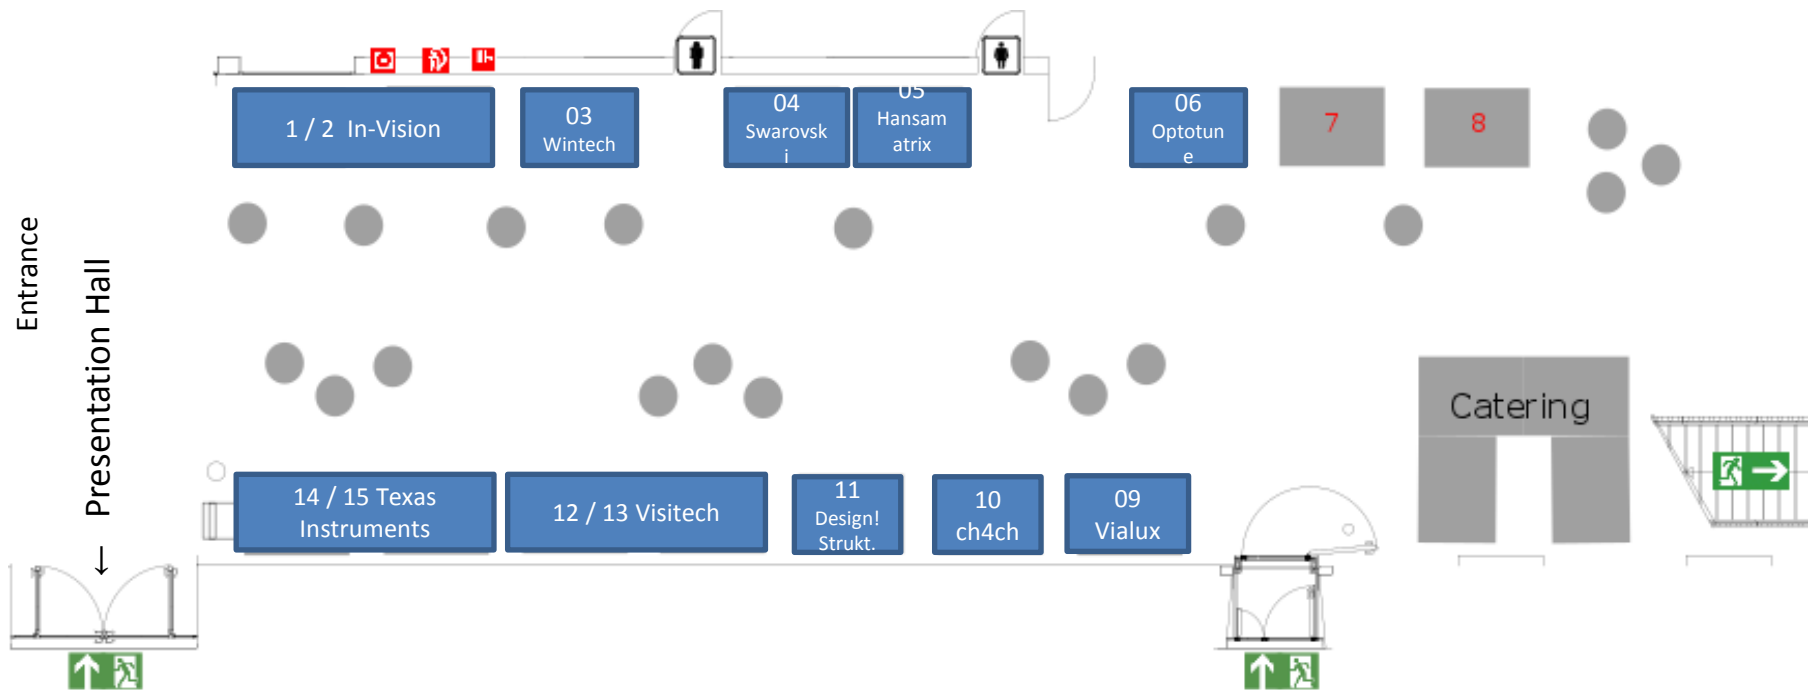 1 / 2 In-Vision
03
Wintech
04
Swarovsk
i
05
Hansam
atrix
06
Optotun
e
7
8
Entrance
← Presentation Hall
Catering
14 / 15 Texas
Instruments
12 / 13 Visitech
11
Design!
Strukt.
10
ch4ch
09
Vialux